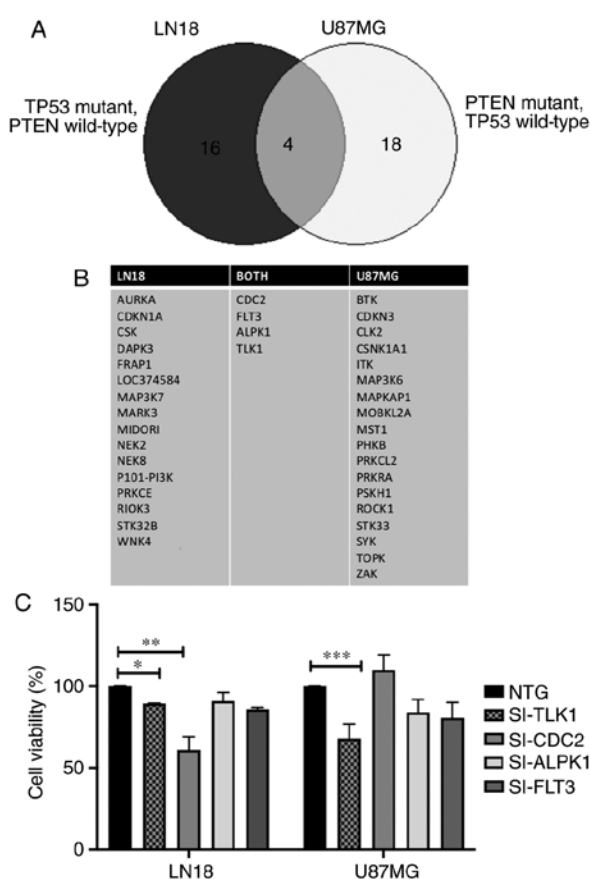 A
LN18
U87MG
TP53 mutant,
PTEN wild-type
16
4
18
PTEN mutant,
TP53 wild-type
B
LN18 BOTH U87MG
AURKA CDC2 BTK
CDKN1A FLT3 CDKN3
CSK ALPK1 CLK2
DAPK3 TLK1 CSNK1A1
FRAP1 ITK
LOC374584 MAP3K6
MAP3K7 MAPKAP1
MARK3 MOBKL2A
MIDORI MST1
NEK2 PHKB
NEK8 PRKCL2
P101-PI3K PRKRA
PRKCE PSKH1
RIOK3 ROCK1
STK32B STK33
WNK4 SYK
TOPK
ZAK
C
Cell viability (%)
150
100
50
0
**
*
***
LN18
U87MG
NTG
SI-TLK1
SI-CDC2
SI-ALPK1
SI-FLT3